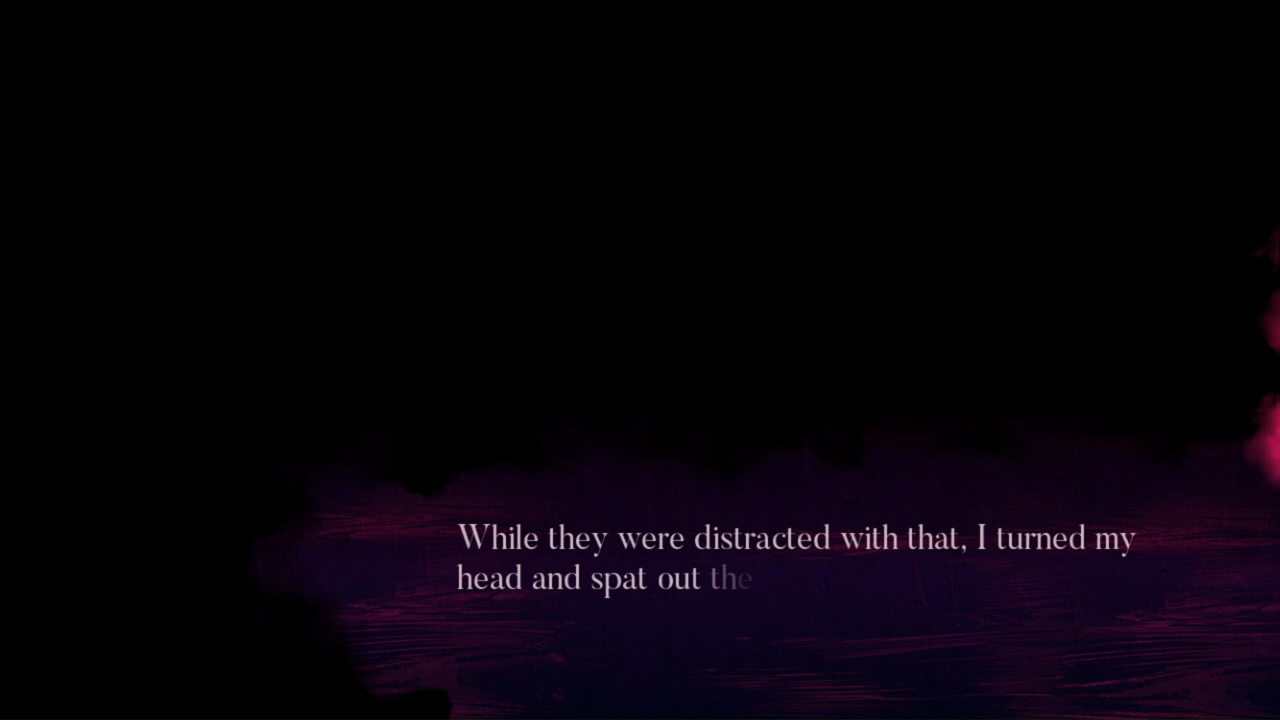 While they were distracted with that, I turned my
head and spat out the